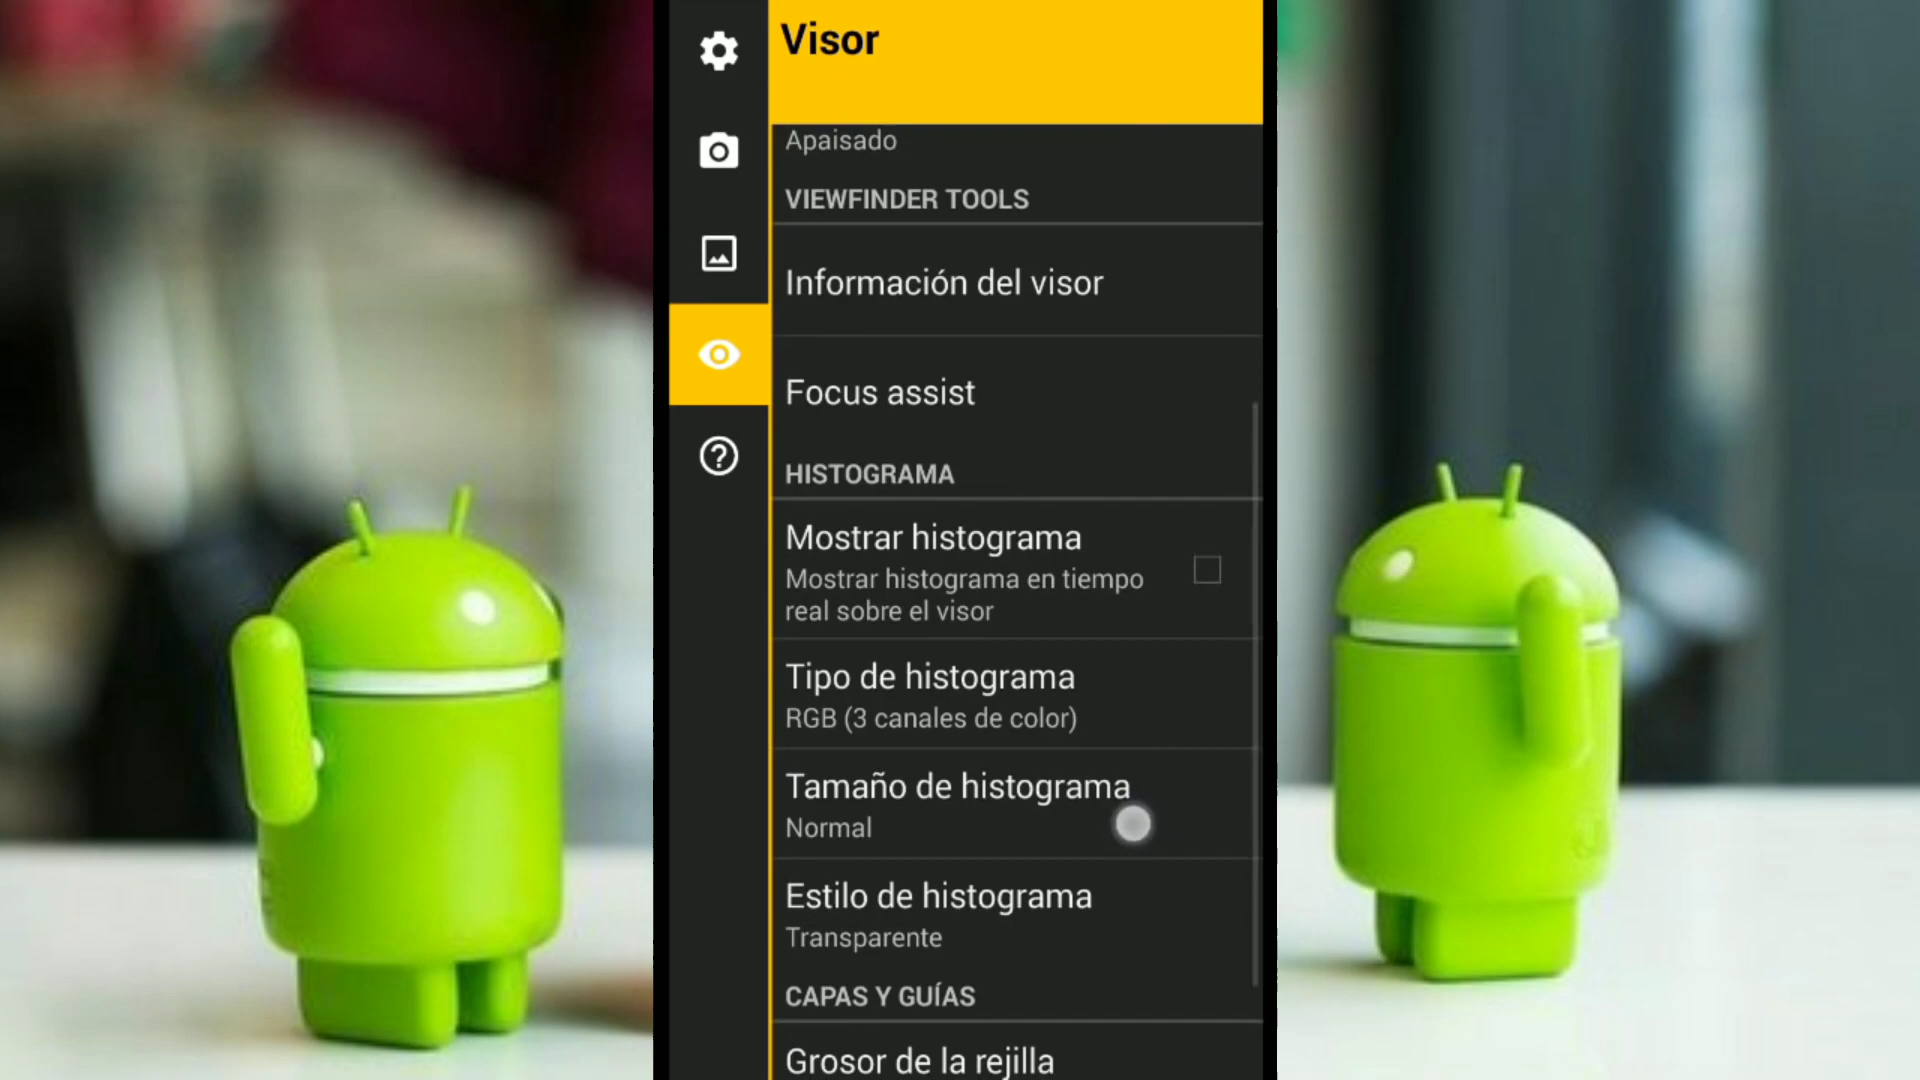 Visor
Apaisado
VIEWFINDER TOOLS
Información del visor
Focus assist
HISTOGRAMA
Mostrar histograma
Mostrar histograma en tiempo
real sobre el visor
Tipo de histograma
RGB (3 canales de color)
Tamaño de histograma
Normal
Estilo de histograma
Transparente
CAPAS Y GUÍAS
Grosor de la rejilla